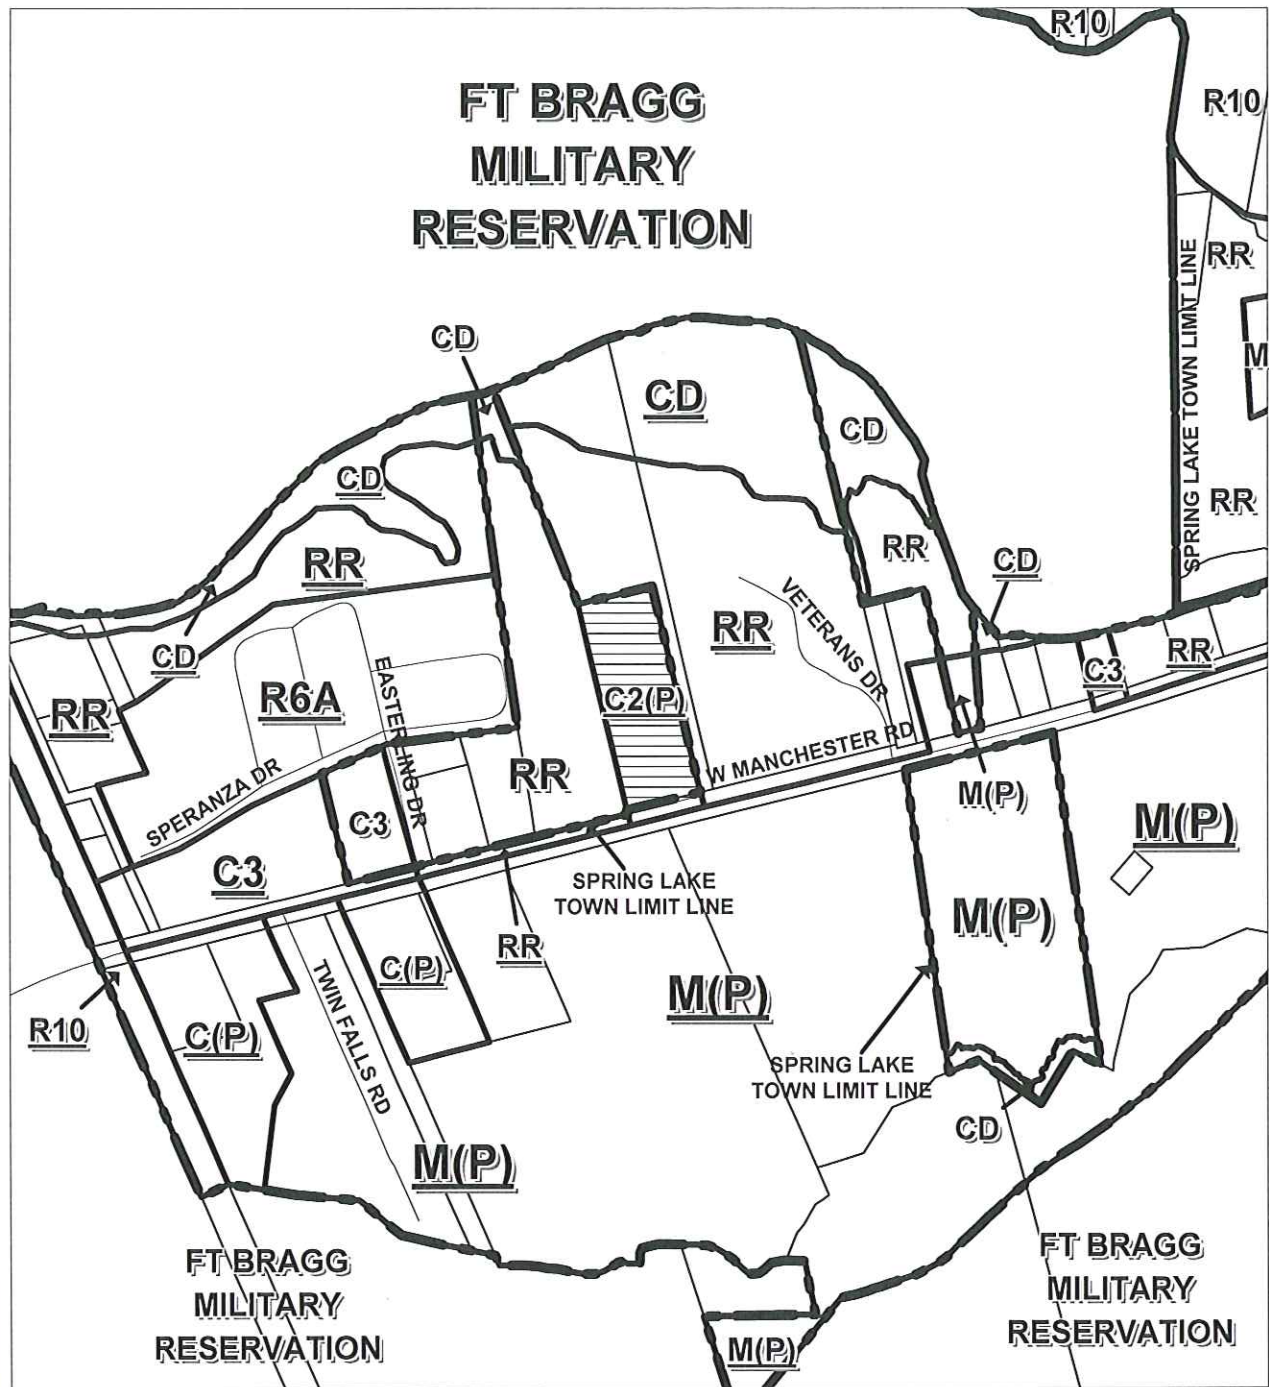 R10
FT BRAGG
MILITARY
RESERVATION
R10
SPRING LAKE TOWN LIMIT LINE
RR
M
CD
CD
CD
CD
RR
RR
RR
CD
CD
RR
VETERANS DR
RR
C3
RR
R6A
EASTERLING DR
C2(P)
RR
SPERANZA DR
C3
RR
W MANCHESTER RD
M(P)
M(P)
C3
SPRING LAKE
TOWN LIMIT LINE
M(P)
RR
C(P)
TWIN FALLS RD
M(P)
R10
C(P)
SPRING LAKE
TOWN LIMIT LINE
CD
M(P)
FT BRAGG
MILITARY
RESERVATION
FT BRAGG
MILITARY
RESERVATION
M(P)